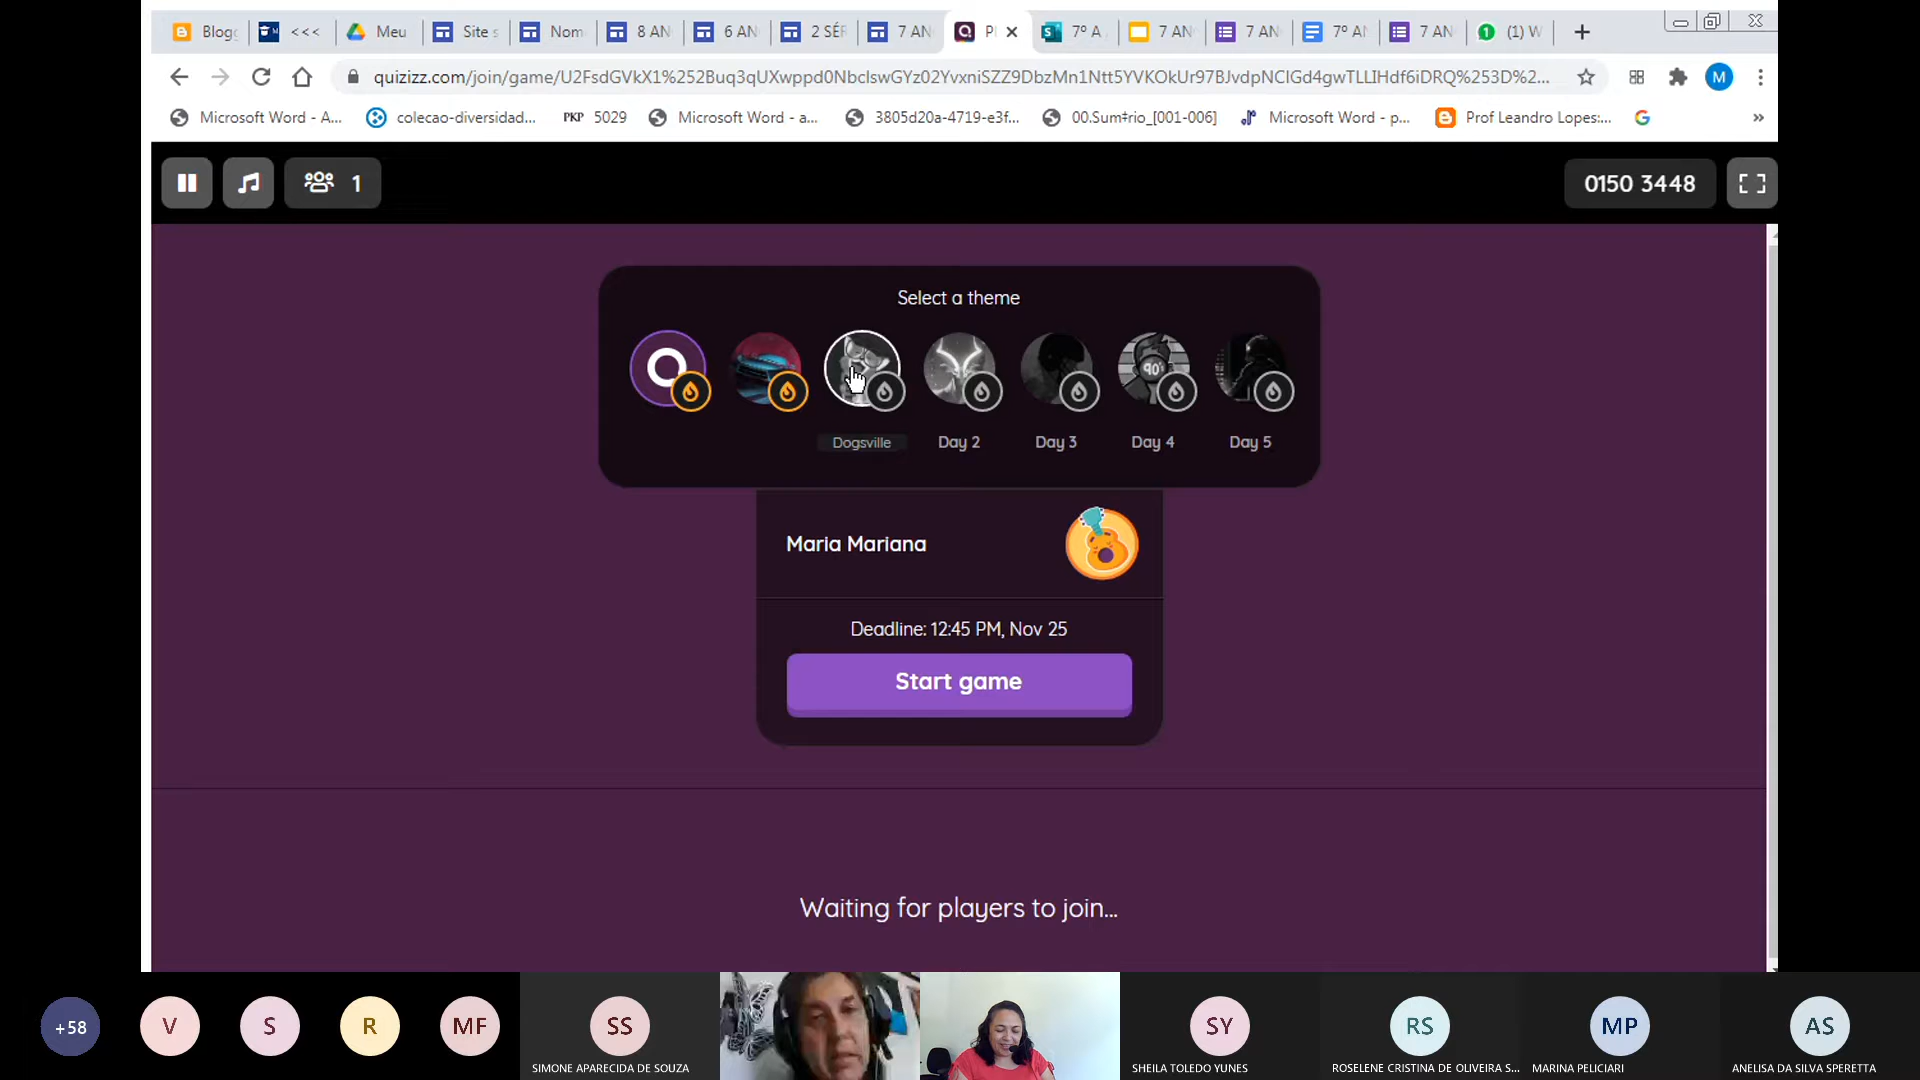 Blogg
<<<
Meu
Site s
Nom
8 AN
6 AN
2 SÉR
7 AN
7º A
7 AN
7 AN
7º AN
7 AN
(1) W
quizizz.com/join/game/U2FsdGVkX1%252Buq3qUXwppd0NbcIswGYz02YvxniSZZ9DbzMn1Ntt5YVKOkUr97BJvdpNClGd4gwTLLIHdf6iDRQ%253D%2...
M
Microsoft Word - A...
colecao-diversidad...
PKP 5029
Microsoft Word - a...
3805d20a-4719-e3f...
00.Sum‡rio_[001-006]
Microsoft Word - p...
Prof Leandro Lopes:...
»
1
0150 3448
Select a theme
90's
Dogsville
Day 2
Day 3
Day 4
Day 5
Maria Mariana
Deadline: 12:45 PM, Nov 25
Start game
Waiting for players to join...
+58
V
S
R
MF
SS
SY
RS
MP
AS
SIMONE APARECIDA DE SOUZA
SHEILA TOLEDO YUNES
ROSELENE CRISTINA DE OLIVEIRA S...
MARINA PELICIARI
ANELISA DA SILVA SPERETTA